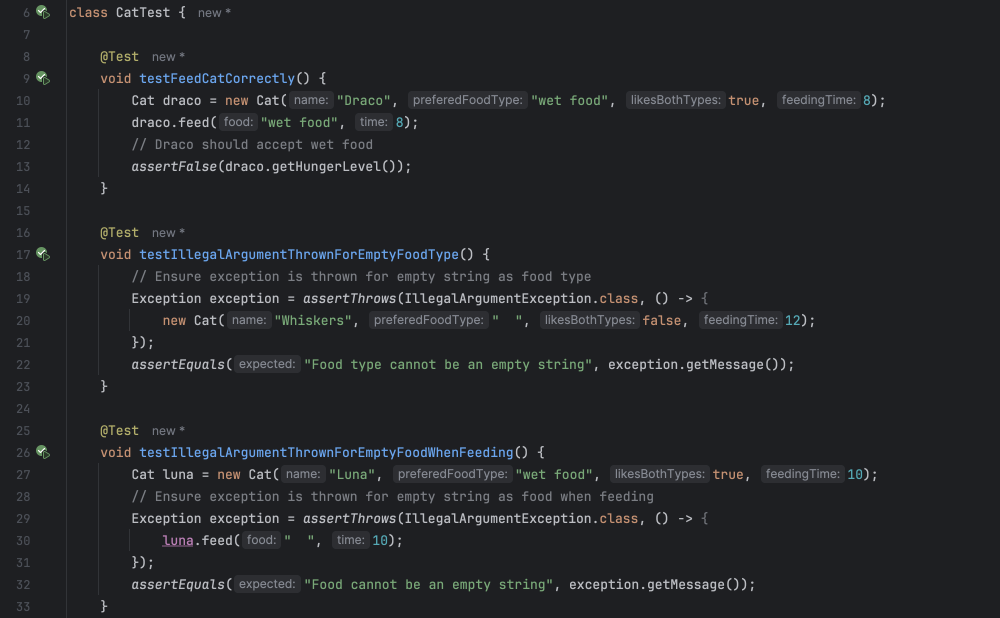 6 class CatTest { new *
7
8 @Test new *
9 void testFeedCatCorrectly() {
10 Cat draco = new Cat( name: "Draco", preferedFoodType: "wet food", likesBothTypes: true, feedingTime: 8);
11 draco.feed( food: "wet food", time: 8);
12 // Draco should accept wet food
13 assertFalse(draco.getHungerLevel());
14 }
15
16 @Test new *
17 void testIllegalArgumentThrownForEmptyFoodType() {
18 // Ensure exception is thrown for empty string as food type
19 Exception exception = assertThrows(IllegalArgumentException.class, () -> {
20 new Cat( name: "Whiskers", preferedFoodType: "  ", likesBothTypes: false, feedingTime: 12);
21 });
22 assertEquals( expected: "Food type cannot be an empty string", exception.getMessage());
23 }
24
25 @Test new *
26 void testIllegalArgumentThrownForEmptyFoodWhenFeeding() {
27 Cat luna = new Cat( name: "Luna", preferedFoodType: "wet food", likesBothTypes: true, feedingTime: 10);
28 // Ensure exception is thrown for empty string as food when feeding
29 Exception exception = assertThrows(IllegalArgumentException.class, () -> {
30 luna.feed( food: "  ", time: 10);
31 });
32 assertEquals( expected: "Food cannot be an empty string", exception.getMessage());
33 }